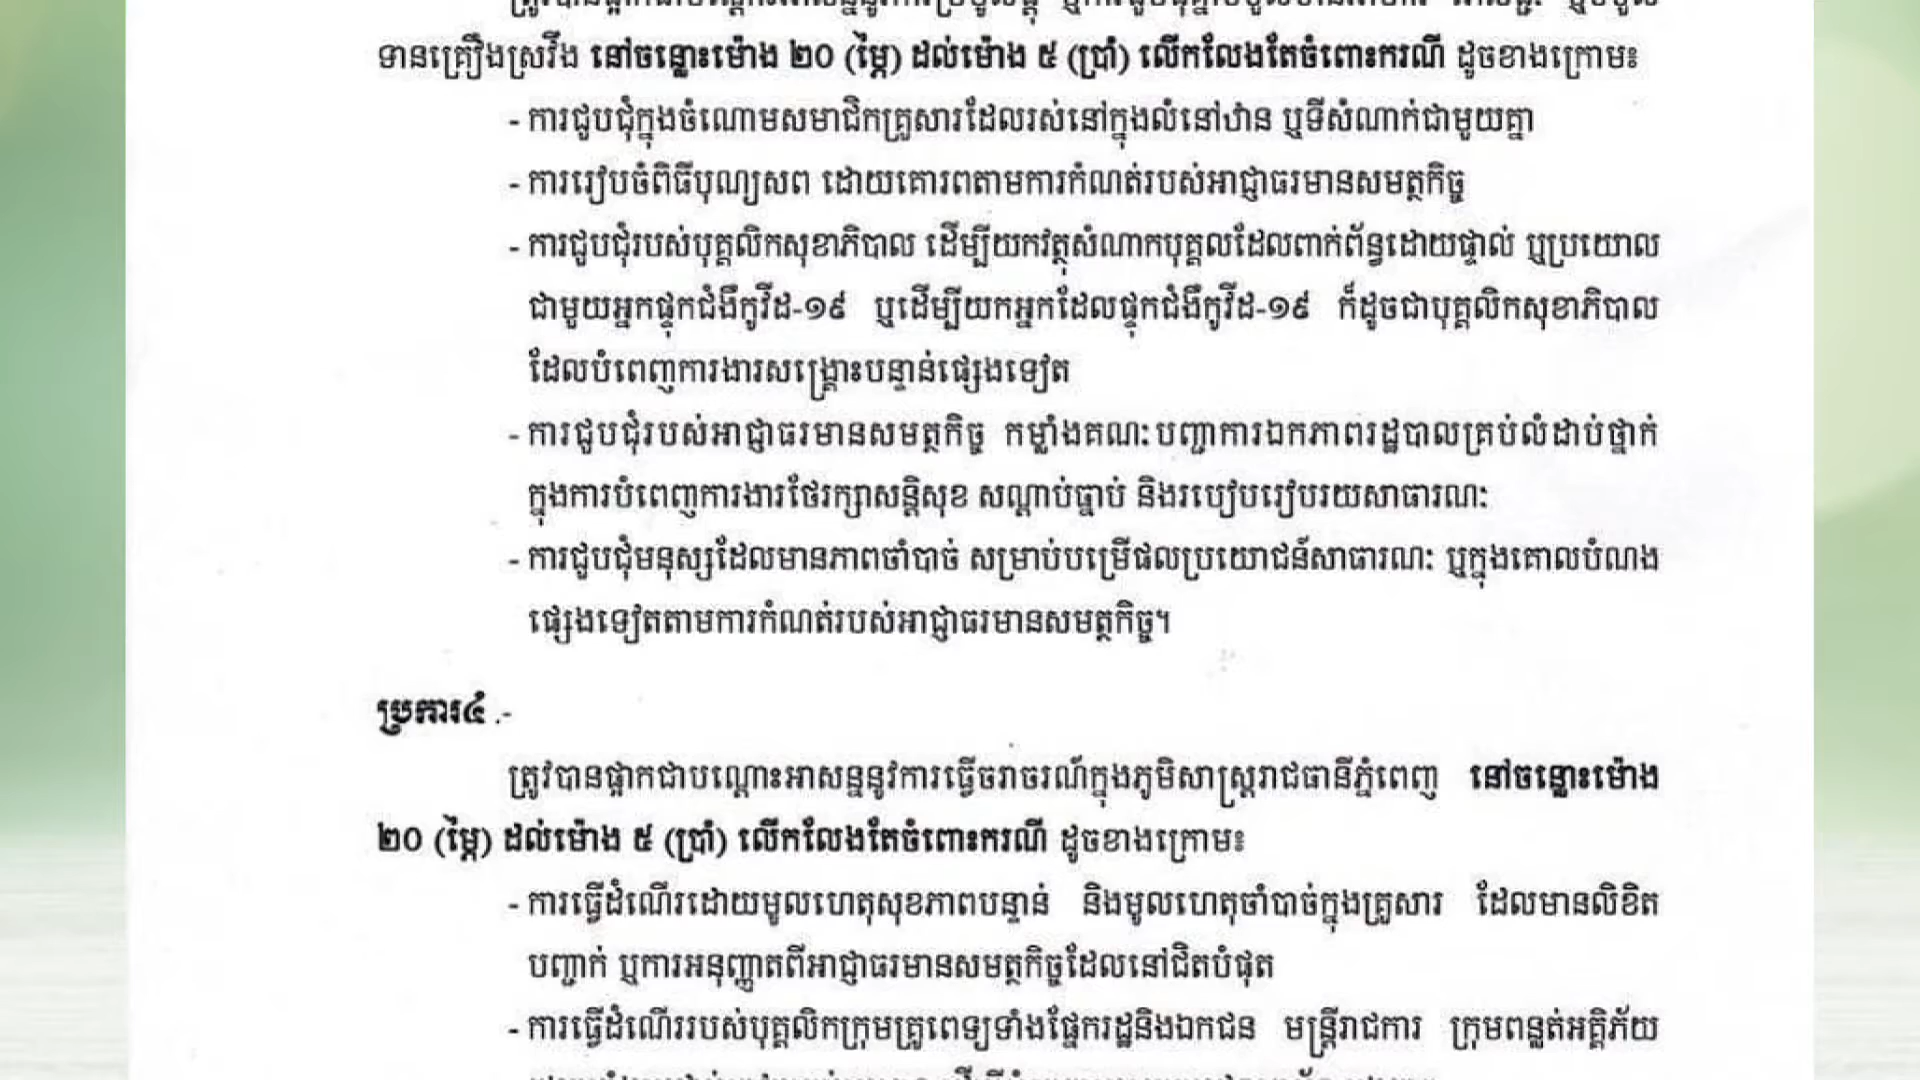 ទានគ្រឿងស្រវឹង នៅចន្លោះម៉ោង ២០ (ម្ភៃ) ដល់ម៉ោង ៥ (ប្រាំ) លើកលែងតែចំពោះករណី ដូចខាងក្រោម៖
- ការជួបជុំក្នុងចំណោមសមាជិកគ្រួសារដែលរស់នៅក្នុងលំនៅឋាន ឬទីសំណាក់ជាមួយគ្នា
- ការរៀបចំពិធីបុណ្យសព ដោយគោរពតាមការកំណត់របស់អាជ្ញាធរមានសមត្ថកិច្ច
- ការជួបជុំរបស់បុគ្គលិកសុខាភិបាល ដើម្បីយកវត្ថុសំណាកបុគ្គលដែលពាក់ព័ន្ធដោយផ្ទាល់ ឬប្រយោល
ជាមួយអ្នកផ្ទុកជំងឺកូវីដ-១៩ ឬដើម្បីយកអ្នកដែលផ្ទុកជំងឺកូវីដ-១៩ ក៏ដូចជាបុគ្គលិកសុខាភិបាល
ដែលបំពេញការងារសង្គ្រោះបន្ទាន់ផ្សេងទៀត
- ការជួបជុំរបស់អាជ្ញាធរមានសមត្ថកិច្ច កម្លាំងគណៈបញ្ជាការឯកភាពរដ្ឋបាលគ្រប់លំដាប់ថ្នាក់
ក្នុងការបំពេញការងារថែរក្សាសន្តិសុខ សណ្តាប់ធ្នាប់ និងរបៀបរៀបរយសាធារណៈ
- ការជួបជុំមនុស្សដែលមានភាពចាំបាច់ សម្រាប់បម្រើផលប្រយោជន៍សាធារណៈ ឬក្នុងគោលបំណង
ផ្សេងទៀតតាមការកំណត់របស់អាជ្ញាធរមានសមត្ថកិច្ច។
ប្រការ៤ .-
ត្រូវបានផ្អាកជាបណ្តោះអាសន្ននូវការធ្វើចរាចរណ៍ក្នុងភូមិសាស្ត្ររាជធានីភ្នំពេញ នៅចន្លោះម៉ោង
២០ (ម្ភៃ) ដល់ម៉ោង ៥ (ប្រាំ) លើកលែងតែចំពោះករណី ដូចខាងក្រោម៖
- ការធ្វើដំណើរដោយមូលហេតុសុខភាពបន្ទាន់ និងមូលហេតុចាំបាច់ក្នុងគ្រួសារ ដែលមានលិខិត
បញ្ជាក់ ឬការអនុញ្ញាតពីអាជ្ញាធរមានសមត្ថកិច្ចដែលនៅជិតបំផុត
- ការធ្វើដំណើររបស់បុគ្គលិកក្រុមគ្រូពេទ្យទាំងផ្នែករដ្ឋនិងឯកជន មន្ត្រីរាជការ ក្រុមពន្លត់អគ្គិភ័យ